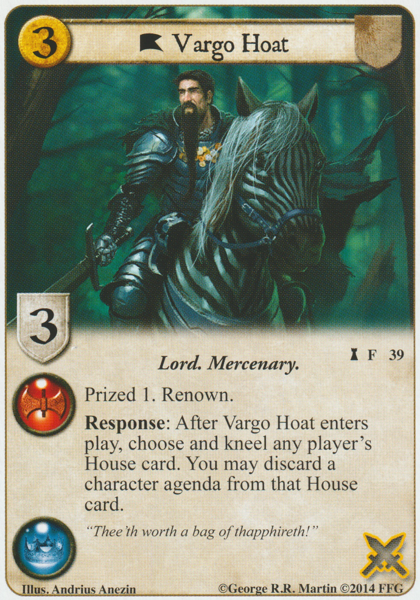 3
Vargo Hoat
3
Lord. Mercenary.
F 39
Prized 1. Renown.
Response: After Vargo Hoat enters
play, choose and kneel any player's
House card. You may discard a
character agenda from that House
card.
“Thee'th worth a bag of thapphireth!”
Illus. Andrius Anezin
©George R.R. Martin ©2014 FFG